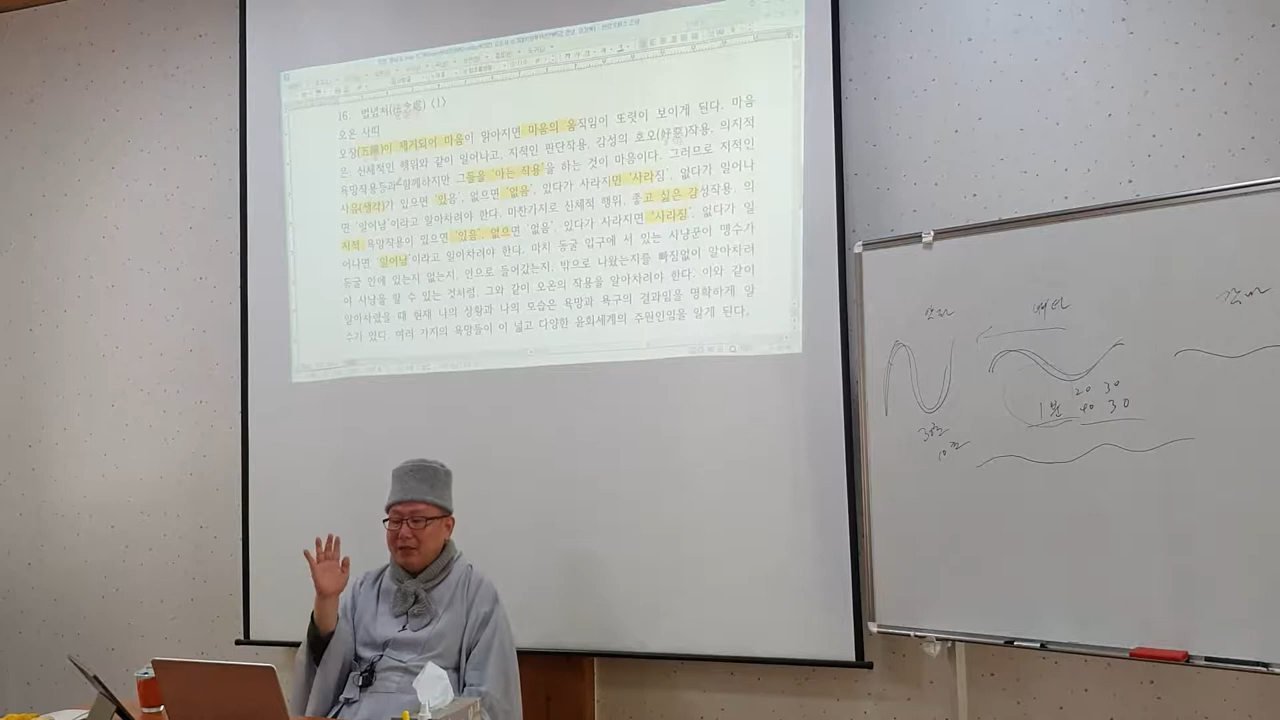 16. 법념처(法念處) (1)
오온 사띠
오장(五障)이 제거되어 마음이 맑아지면 마음의 움직임이 또렷이 보이게 된다. 마음
은, 신세적인 행위와 같이 일어나고, 지적인 판단작용, 감성의 호오(好惡)작용, 의지적
욕망작용등과 함께하지만 그들을 '아는 작용'을 하는 것이 마음이다. 그러므로 지적인
사유(생각)가 있으면 '있음', 없으면 '없음', 있다가 사라지면 '사라짐', 없다가 일어나
면 '일어남'이라고 알아차려야 한다. 마찬가지로 신세적 행위, 좋고 싫은 감성작용, 의
지적 욕망작용이 있으면 '있음', 없으면 '없음', 있다가 사라지면 '사라짐', 없다가 일
어나면 '일어남'이라고 알아차려야 한다. 마치 동굴 입구에 서 있는 사냥꾼이 맹수가
동굴 안에 있는지 없는지, 안으로 들어갔는지, 밖으로 나왔는지를 빠짐없이 알아차려
야 사냥을 할 수 있는 것처럼, 그와 같이 오온의 작용을 알아차려야 한다. 이와 같이
알아차렸을 때 현재 나의 상황과 나의 모습은 욕망과 욕구의 결과임을 명확하게 알
수가 있다. 여러 가지의 욕망들이 이 넓고 다양한 윤회세계의 주원인임을 알게 된다.
베타
20 30
1분 40 30